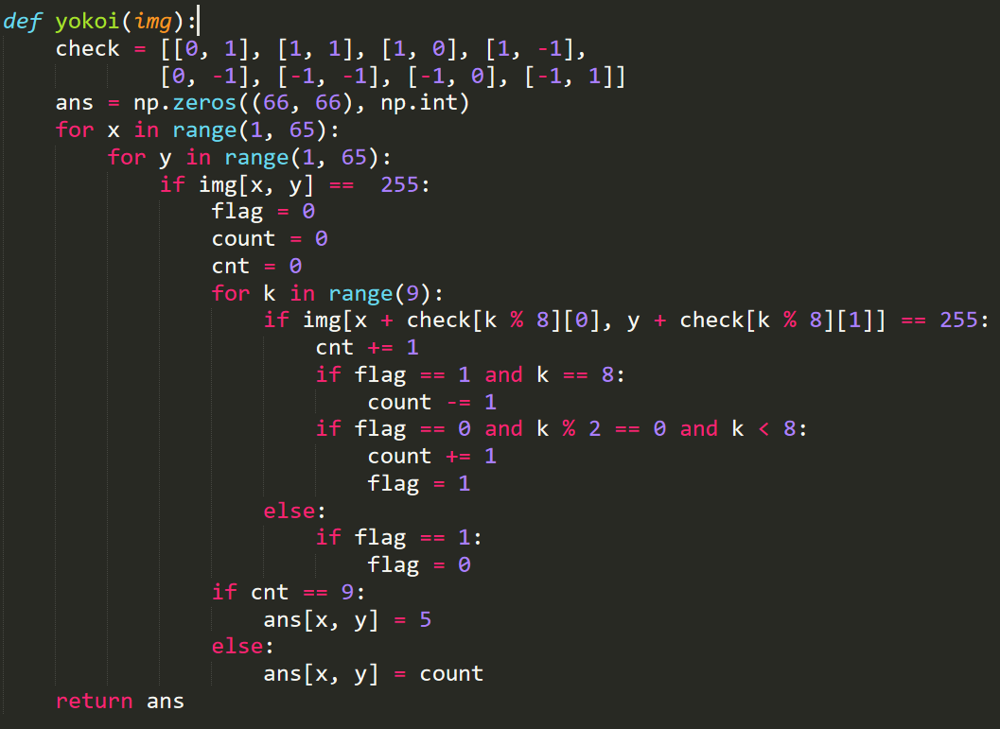 def yokoi(img):
    check = [[0, 1], [1, 1], [1, 0], [1, -1],
            [0, -1], [-1, -1], [-1, 0], [-1, 1]]
    ans = np.zeros((66, 66), np.int)
    for x in range(1, 65):
        for y in range(1, 65):
            if img[x, y] ==  255:
                flag = 0
                count = 0
                cnt = 0
                for k in range(9):
                    if img[x + check[k % 8][0], y + check[k % 8][1]] == 255:
                        cnt += 1
                        if flag == 1 and k == 8:
                            count -= 1
                        if flag == 0 and k % 2 == 0 and k < 8:
                            count += 1
                            flag = 1
                    else:
                        if flag == 1:
                            flag = 0
                if cnt == 9:
                    ans[x, y] = 5
                else:
                    ans[x, y] = count
    return ans